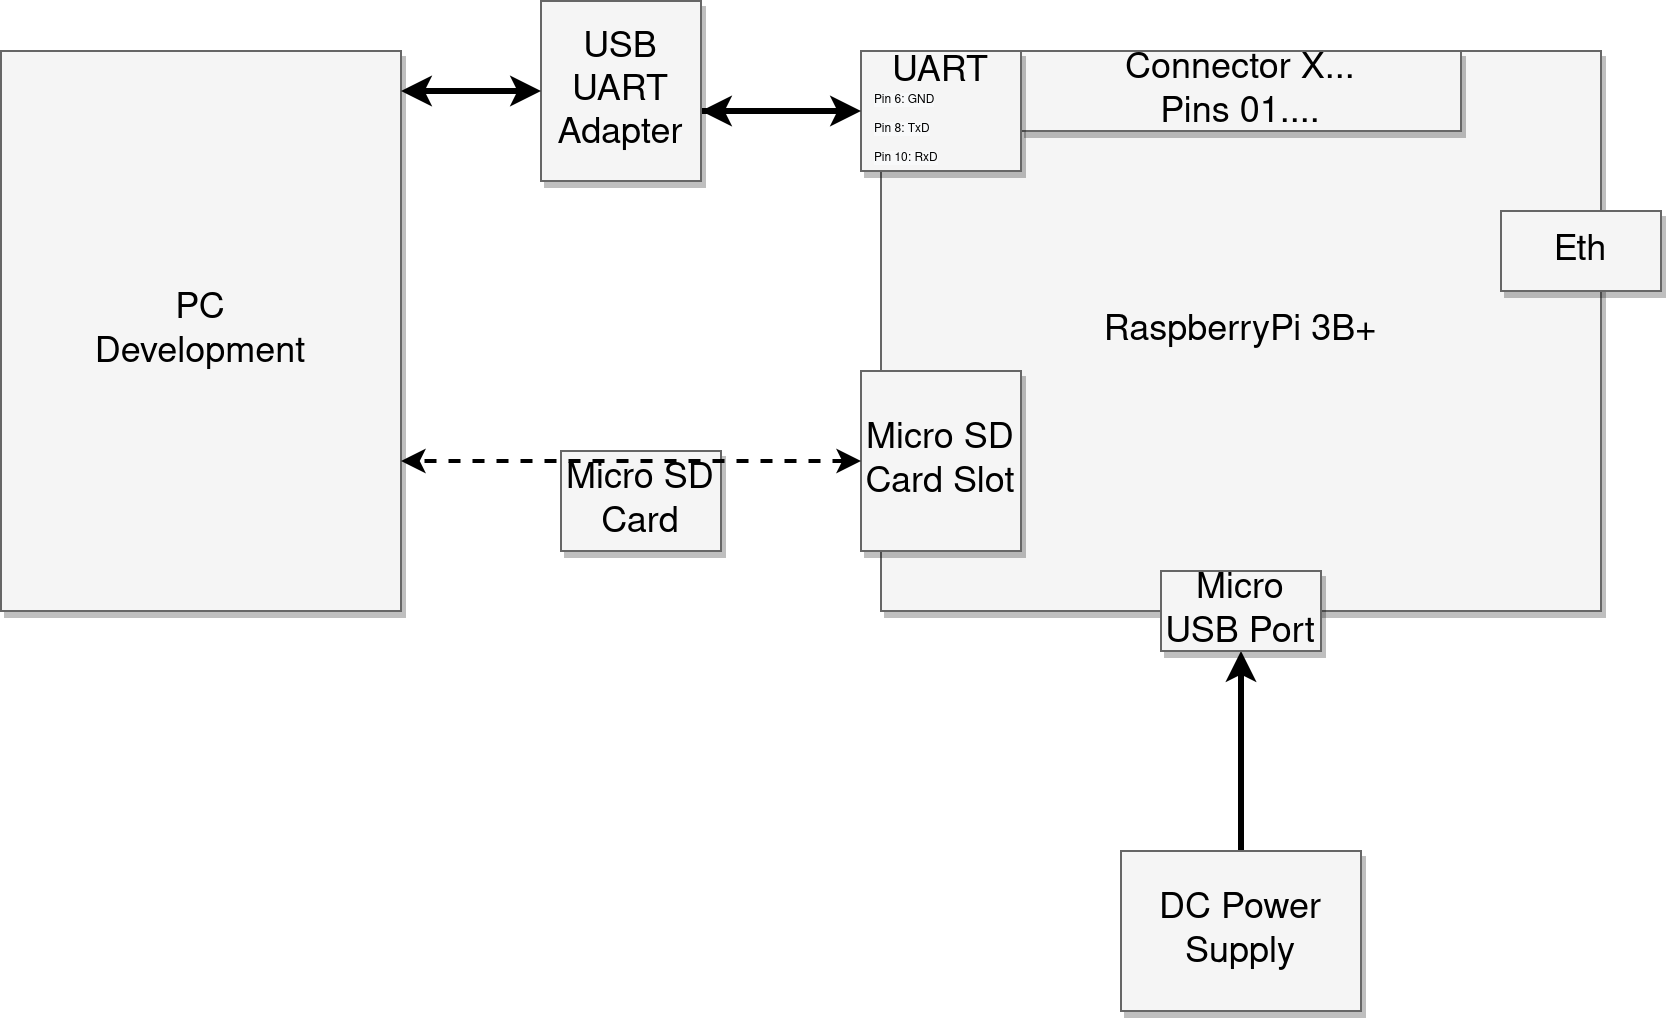 USB
UART
Adapter
UART
Pin 6: GND
Pin 8: TxD
Pin 10: RxD
Connector X...
Pins 01....
Eth
PC
Development
RaspberryPi 3B+
Micro SD
Card Slot
Micro SD
Card
Micro
USB Port
DC Power
Supply